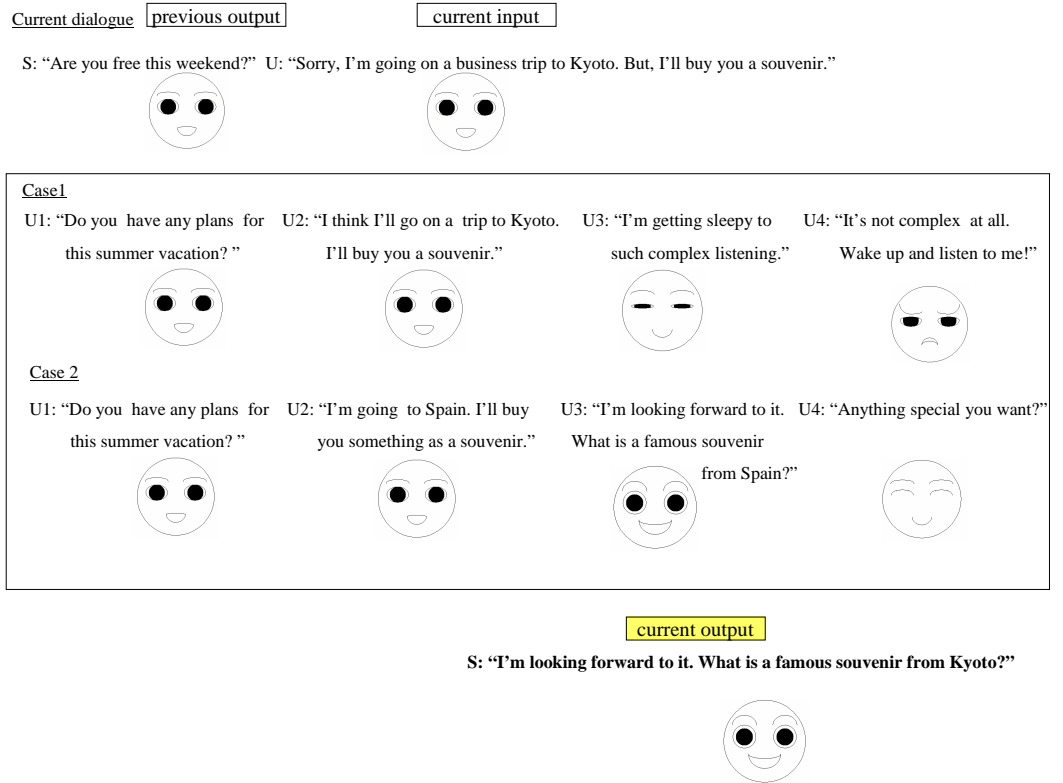 Current dialogue previous output current input
S: “Are you free this weekend?” U: “Sorry, I’m going on a business trip to Kyoto. But, I’ll buy you a souvenir.”
Case1
U1: “Do you have any plans for this summer vacation? ”
U2: “I think I’ll go on a trip to Kyoto. I’ll buy you a souvenir.”
U3: “I’m getting sleepy to such complex listening.”
U4: “It’s not complex at all. Wake up and listen to me!”
Case 2
U1: “Do you have any plans for this summer vacation? ”
U2: “I’m going to Spain. I’ll buy you something as a souvenir.”
U3: “I’m looking forward to it. What is a famous souvenir from Spain?”
U4: “Anything special you want?”
current output
S: “I’m looking forward to it. What is a famous souvenir from Kyoto?”